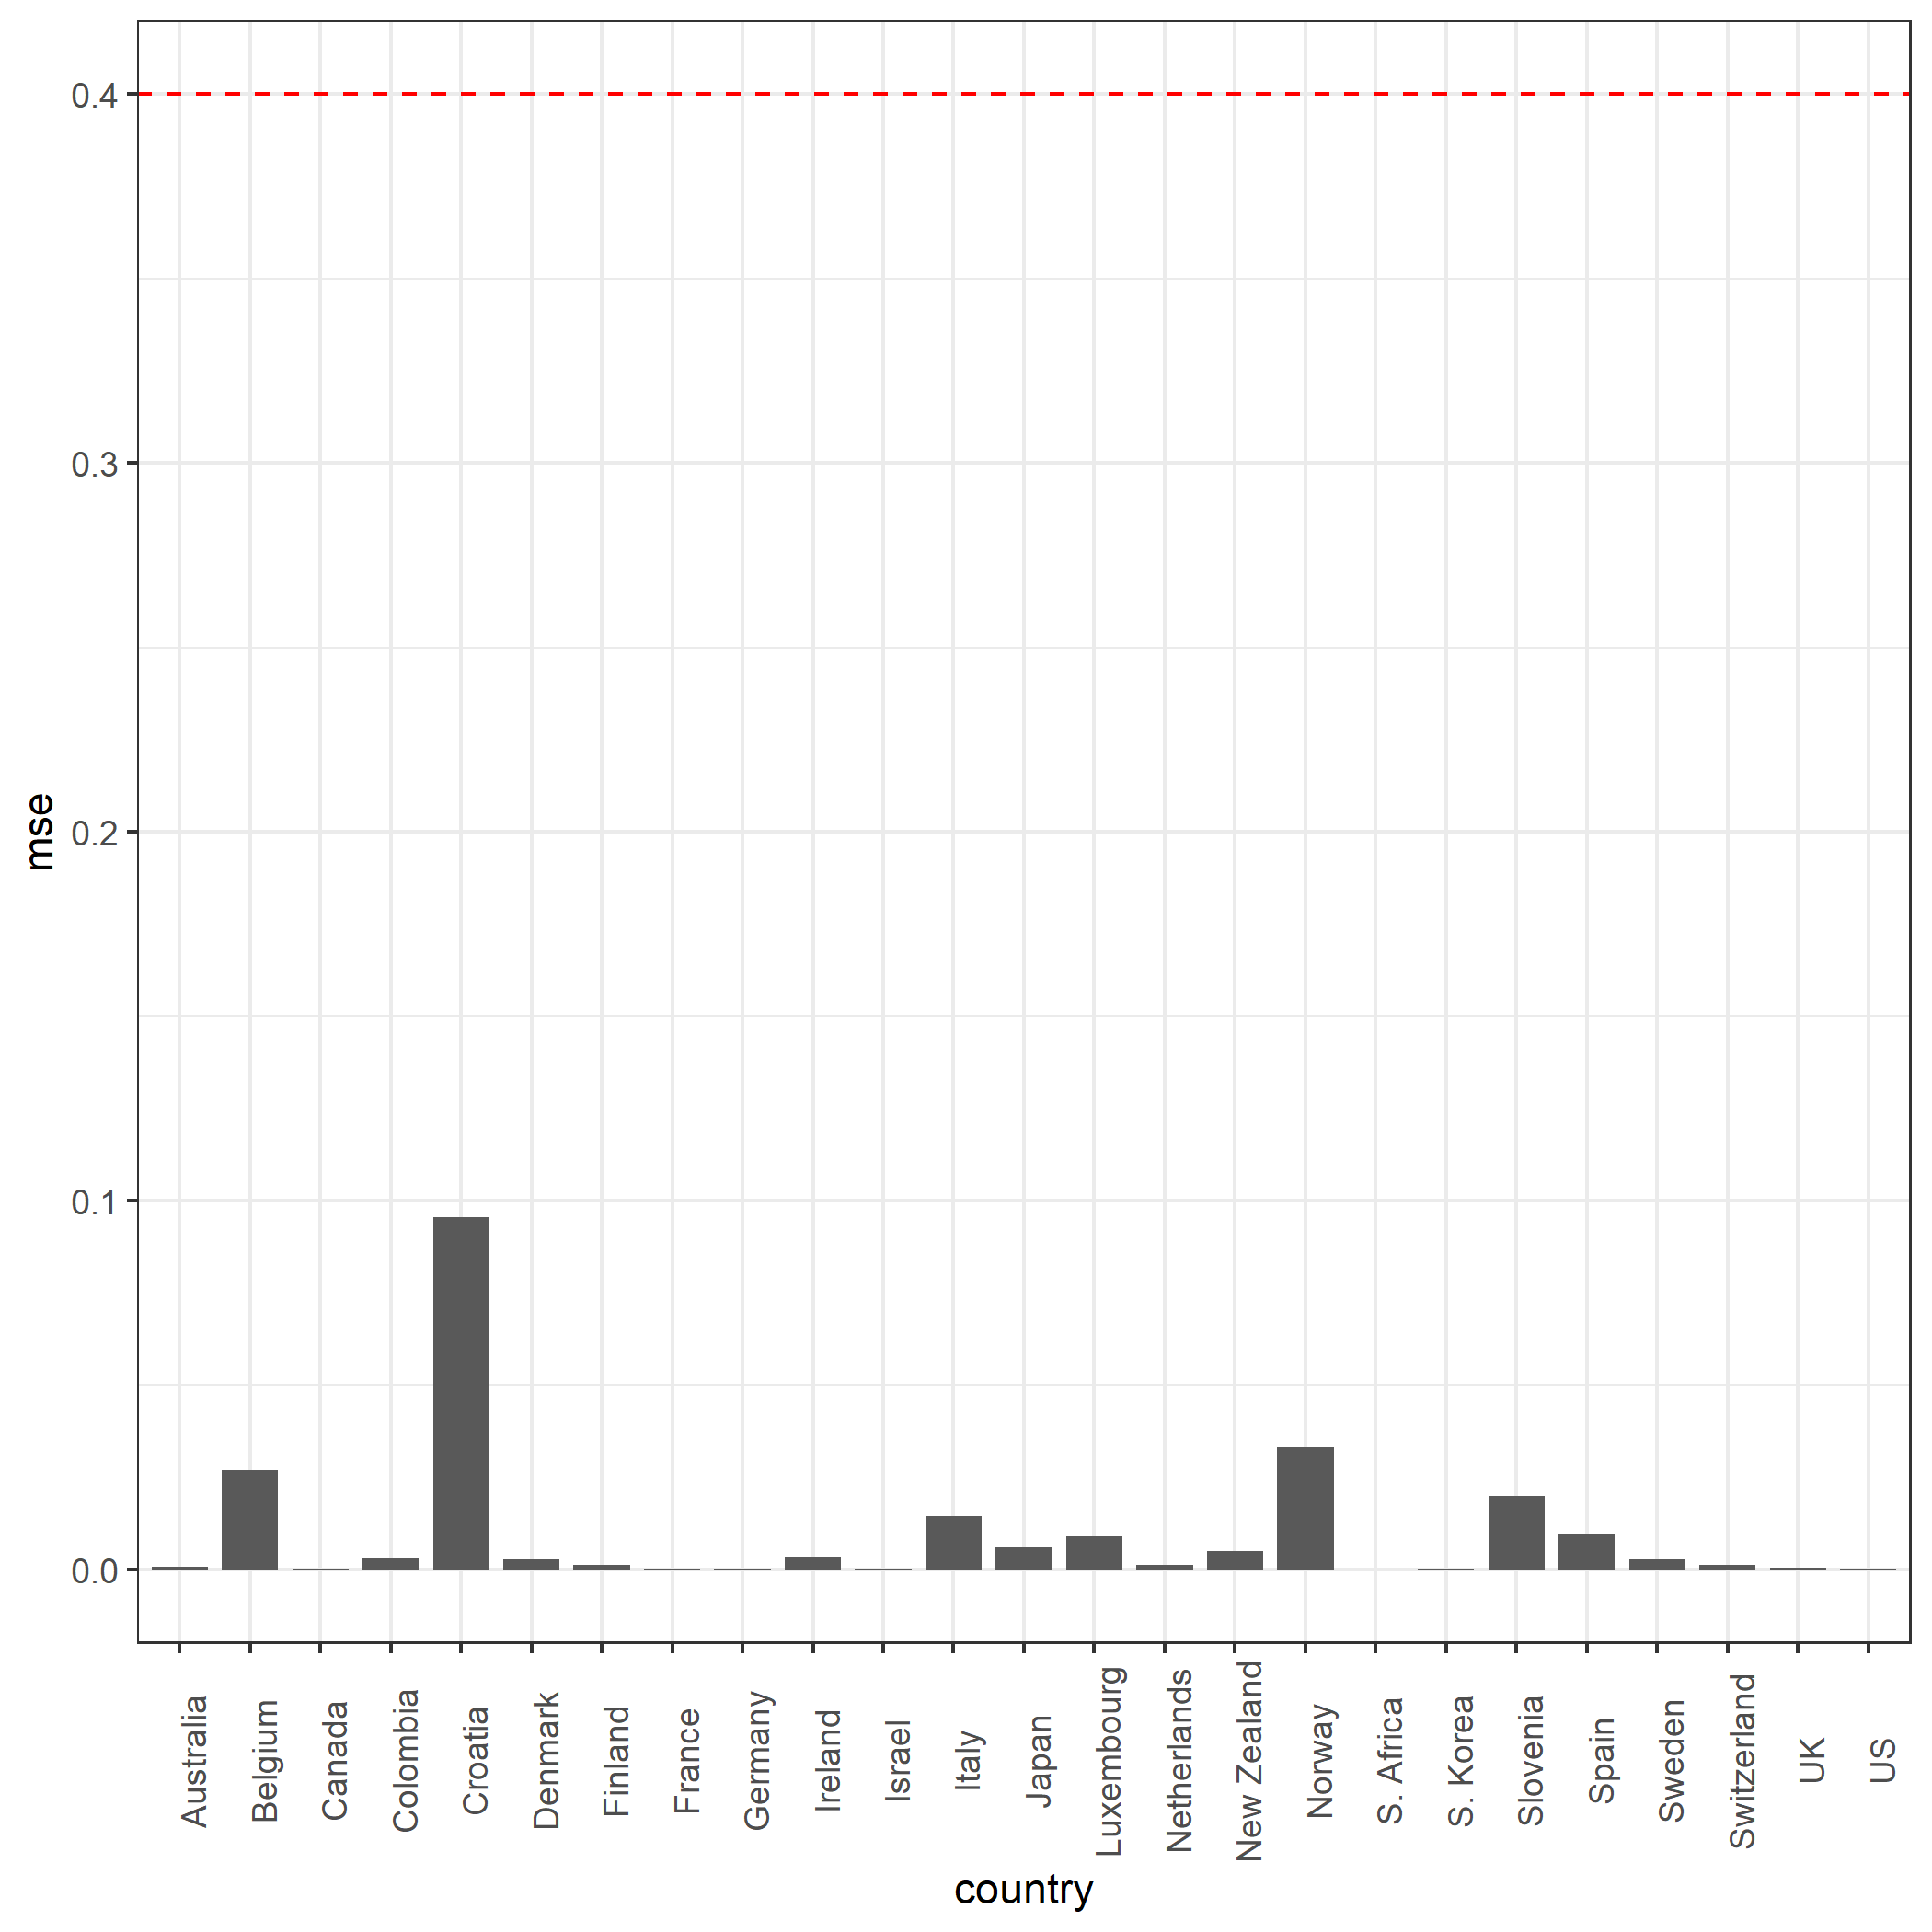 mse
0.4
0.3
0.2
0.1
0.0
Australia
Belgium
Canada
Colombia
Croatia
Denmark
Finland
France
Germany
Ireland
Israel
Italy
Japan
Luxembourg
Netherlands
New Zealand
Norway
S. Africa
S. Korea
Slovenia
Spain
Sweden
Switzerland
UK
US
country